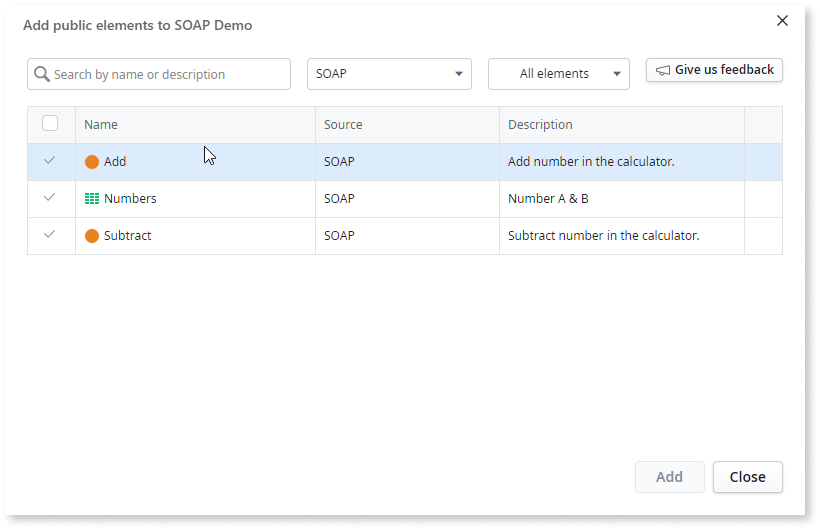 Add public elements to SOAP Demo
Search by name or description
SOAP
All elements
Give us feedback
Name Source Description
Add SOAP Add number in the calculator.
Numbers SOAP Number A & B
Subtract SOAP Subtract number in the calculator.
Add Close